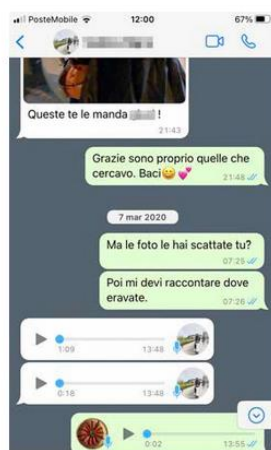 PosteMobile 12:00 67%
Queste te le manda !
21:43
Grazie sono proprio quelle che
cercavo. Baci😄💕
21:48
7 mar 2020
Ma le foto le hai scattate tu?
07:25
Poi mi devi raccontare dove
eravate.
07:26
1:09 13:48
0:18 13:48
0:02 13:55